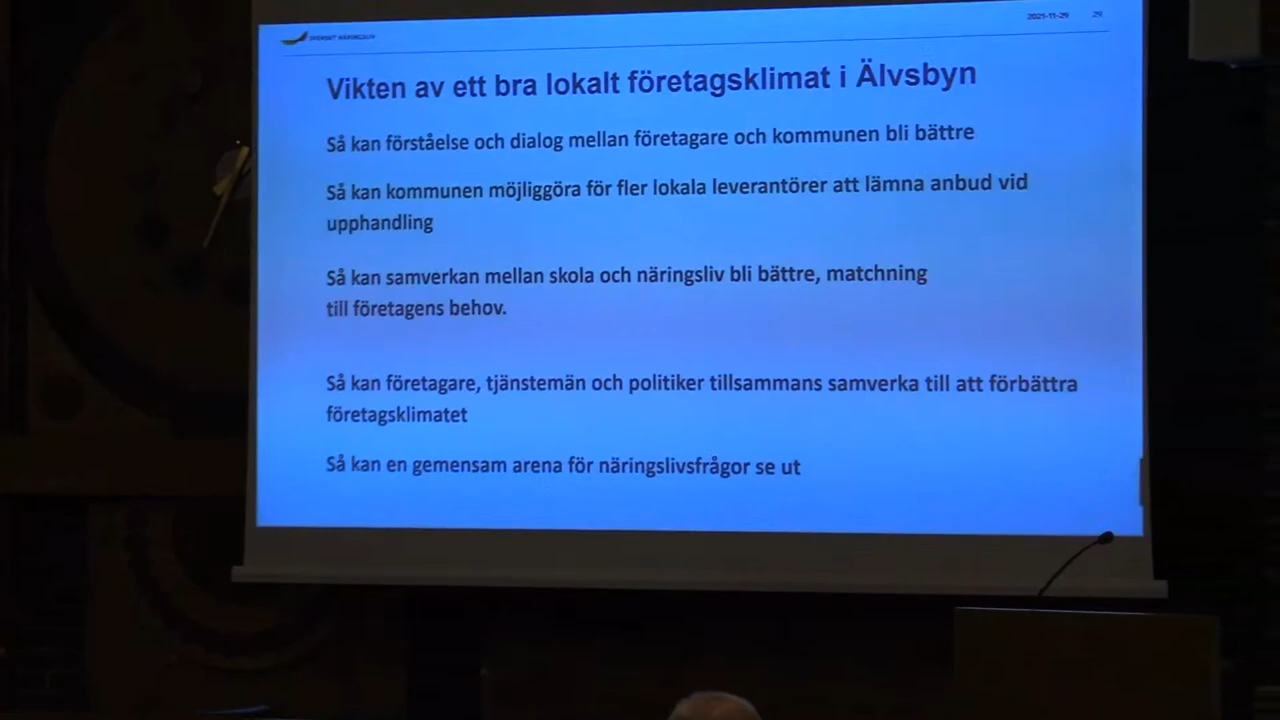 SVENSKT NÄRINGSLIV
2021-11-29 29
Vikten av ett bra lokalt företagsklimat i Älvsbyn
Så kan förståelse och dialog mellan företagare och kommunen bli bättre
Så kan kommunen möjliggöra för fler lokala leverantörer att lämna anbud vid
upphandling
Så kan samverkan mellan skola och näringsliv bli bättre, matchning
till företagens behov.
Så kan företagare, tjänstemän och politiker tillsammans samverka till att förbättra
företagsklimatet
Så kan en gemensam arena för näringslivsfrågor se ut